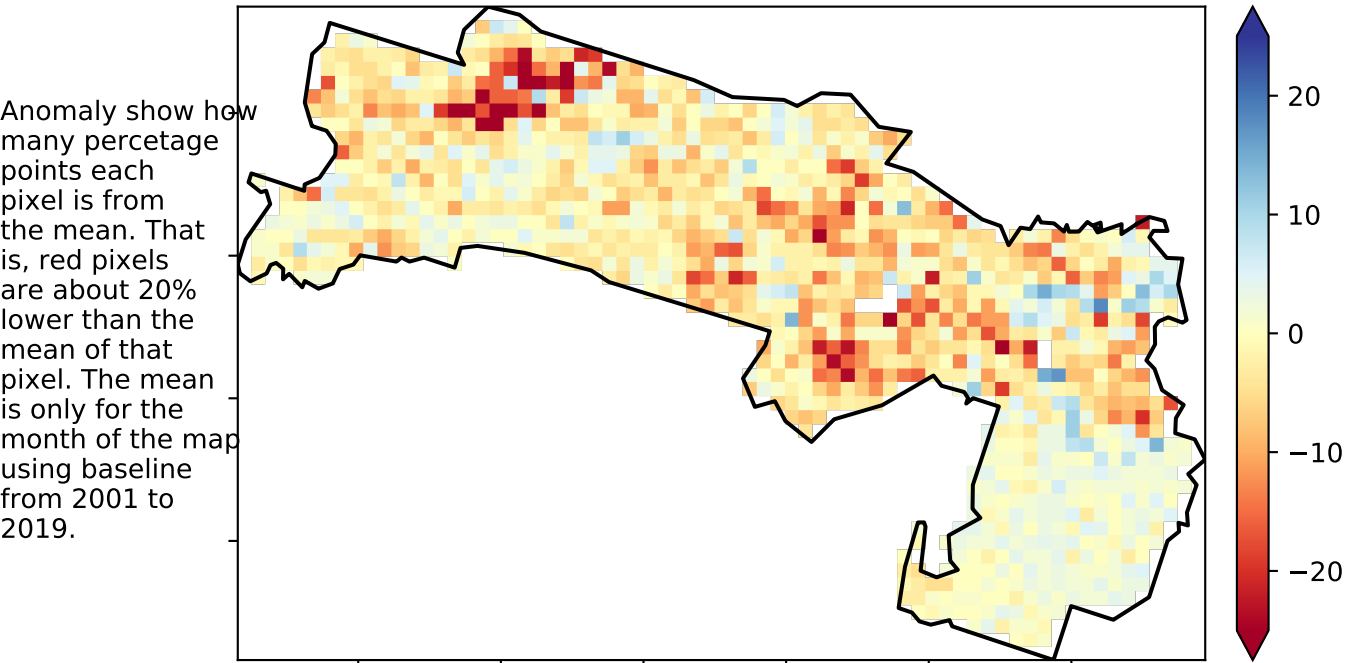 Anomaly show how
many percetage
points each
pixel is from
the mean. That
is, red pixels
are about 20%
lower than the
mean of that
pixel. The mean
is only for the
month of the map
using baseline
from 2001 to
2019.
20
10
0
−10
−20